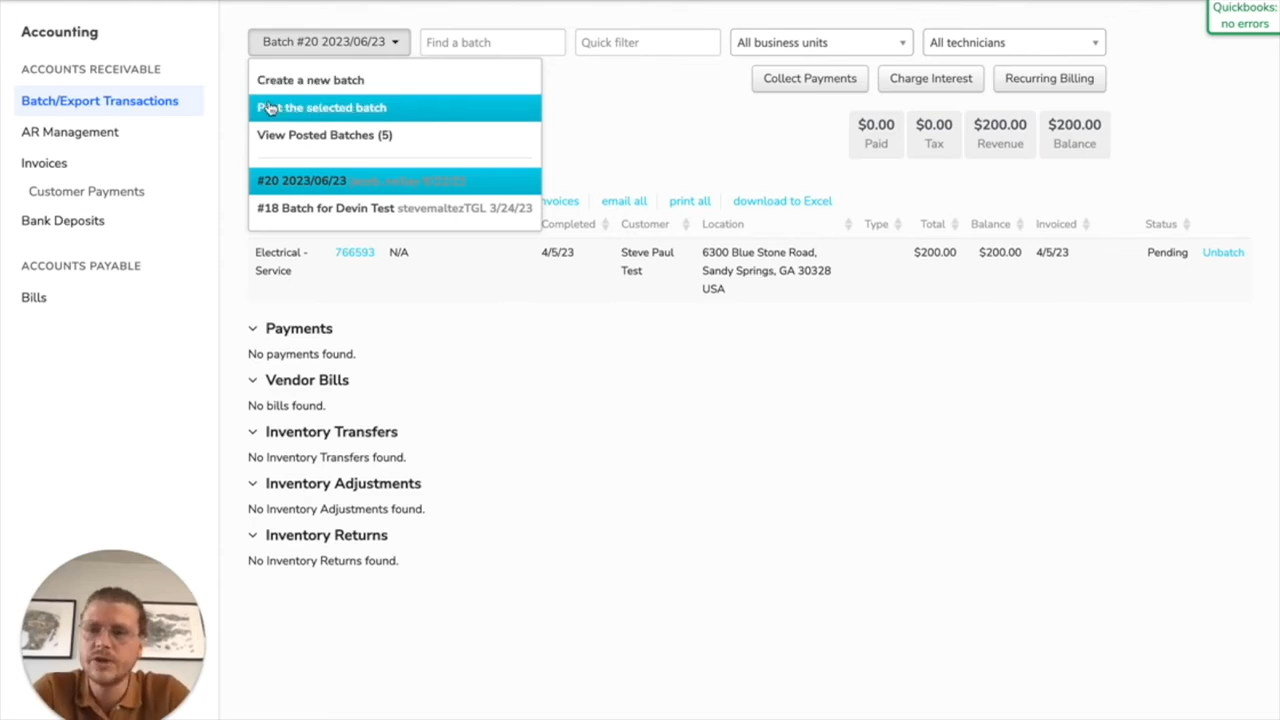 Quickbooks:
no errors
Accounting
ACCOUNTS RECEIVABLE
Batch/Export Transactions
AR Management
Invoices
Customer Payments
Bank Deposits
ACCOUNTS PAYABLE
Bills
Batch #20 2023/06/23
Find a batch
Quick filter
All business units
All technicians
Create a new batch
the selected batch
View Posted Batches (5)
#20 2023/06/23
#18 Batch for Devin Test stevemaltezTGL 3/24/23
Collect Payments
Charge Interest
Recurring Billing
$0.00 $0.00 $200.00 $200.00
Paid Tax Revenue Balance
email all print all download to Excel
Completed Customer Location Type Total Balance Invoiced Status
Electrical - 766593 N/A 4/5/23 Steve Paul 6300 Blue Stone Road, $200.00 $200.00 4/5/23 Pending Unbatch
Service Test Sandy Springs, GA 30328
USA
Payments
No payments found.
Vendor Bills
No bills found.
Inventory Transfers
No Inventory Transfers found.
Inventory Adjustments
No Inventory Adjustments found.
Inventory Returns
No Inventory Returns found.